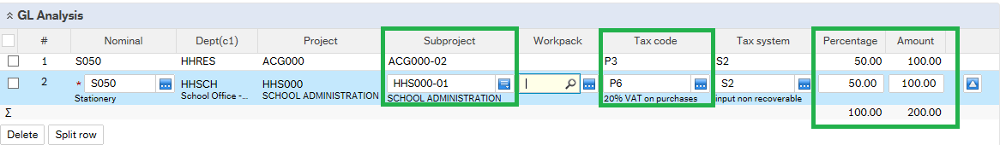 GL Analysis
# Nominal Dept(c1) Project Subproject Workpack Tax code Tax system Percentage Amount
1 S050 HHRES ACG000 ACG000-02 P3 S2 50.00 100.00
2 * S050 HHSCH HHS000 HHS000-01 P6 S2 50.00 100.00
Stationery School Office -... SCHOOL ADMINISTRATION SCHOOL ADMINISTRATION 20% VAT on purchases input non recoverable
Σ 100.00 200.00
Delete Split row